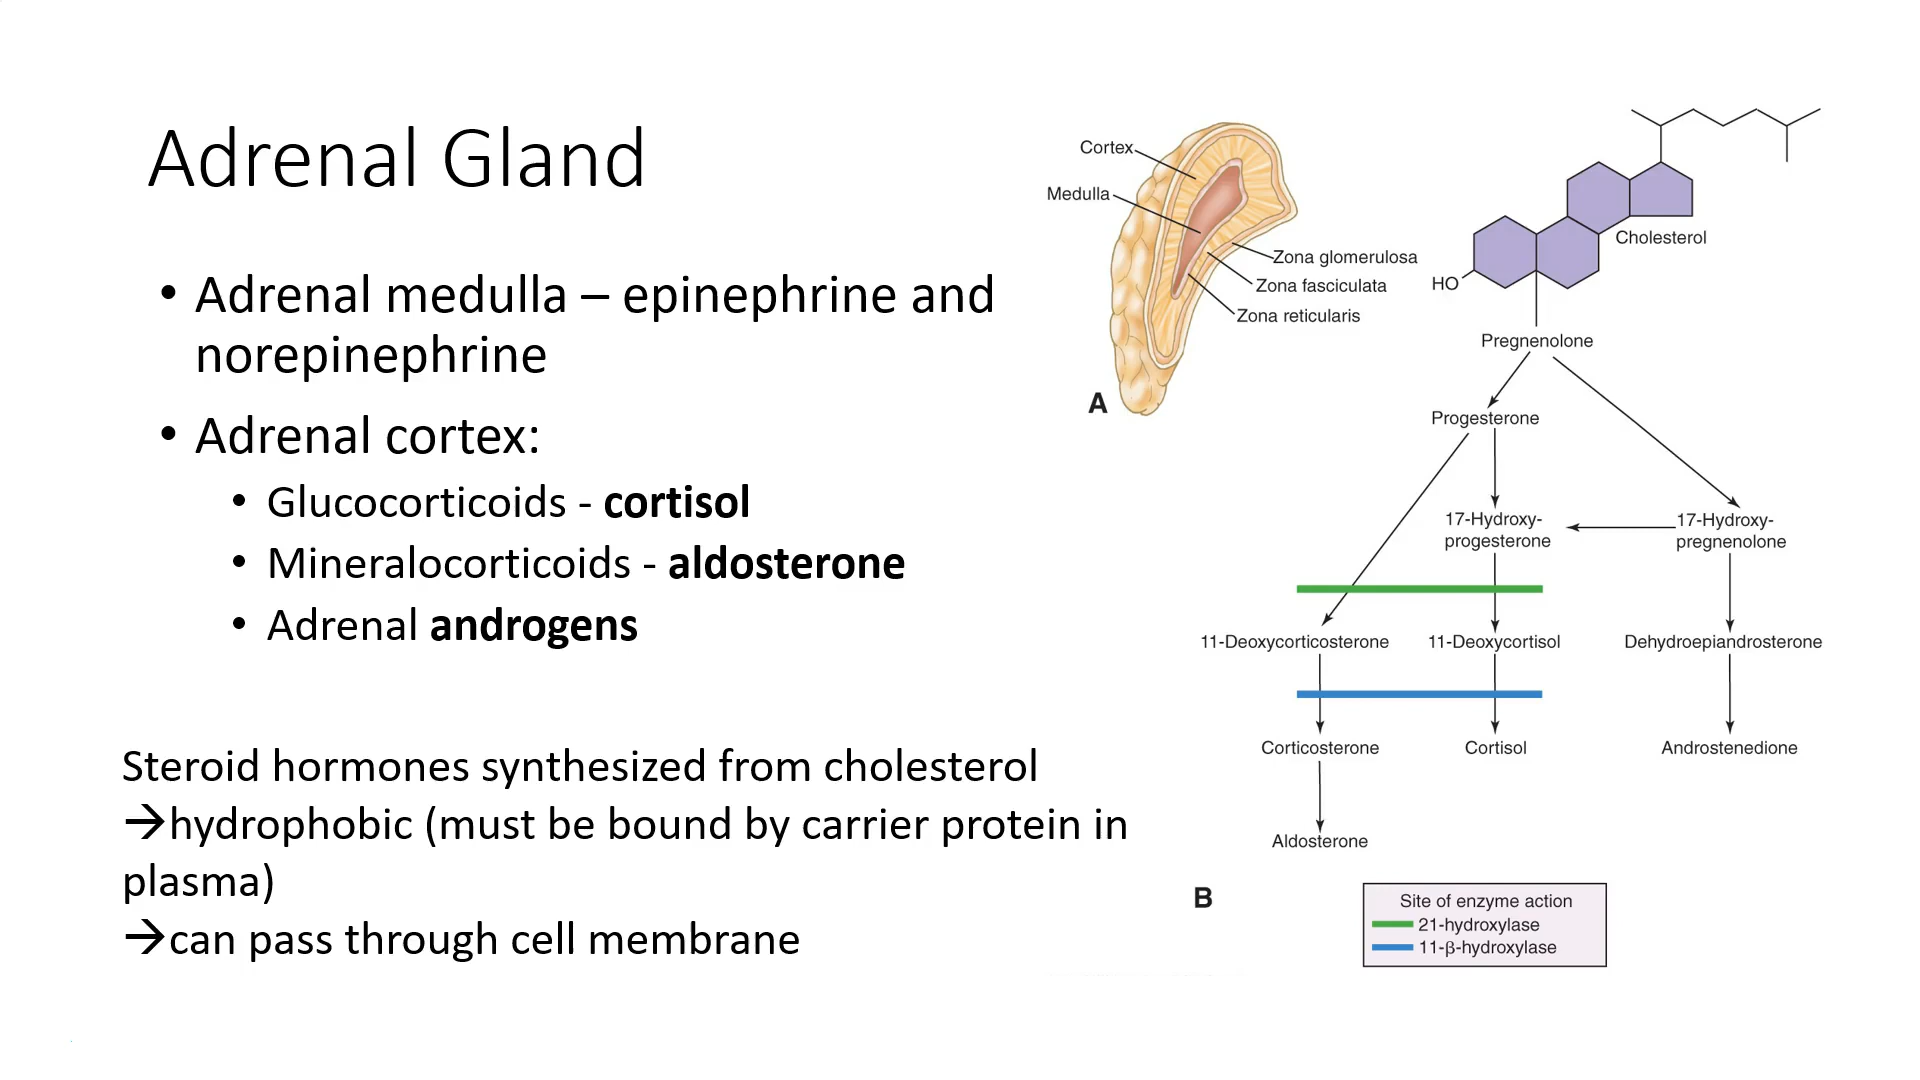 Adrenal Gland
• Adrenal medulla – epinephrine and
norepinephrine
• Adrenal cortex:
• Glucocorticoids - cortisol
• Mineralocorticoids - aldosterone
• Adrenal androgens
Steroid hormones synthesized from cholesterol
→hydrophobic (must be bound by carrier protein in
plasma)
→can pass through cell membrane
Cortex
Medulla
Zona glomerulosa
Zona fasciculata
Zona reticularis
A
Cholesterol
HO
Pregnenolone
Progesterone
17-Hydroxy-
progesterone
17-Hydroxy-
pregnenolone
11-Deoxycorticosterone
11-Deoxycortisol
Dehydroepiandrosterone
Corticosterone
Cortisol
Androstenedione
Aldosterone
B
Site of enzyme action
21-hydroxylase
11-β-hydroxylase